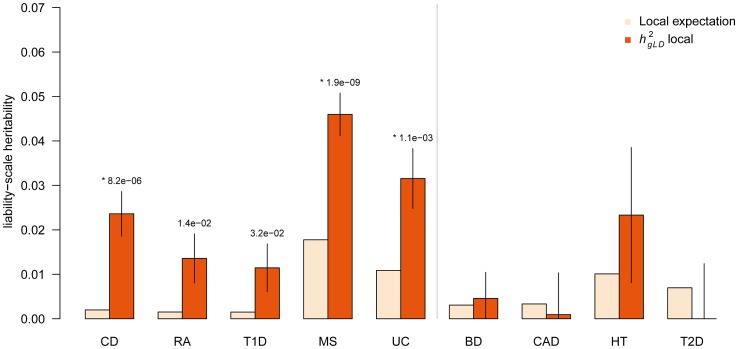 0.07
0.06
0.05
0.04
0.03
0.02
0.01
0.00
liability−scale heritability
Local expectation
h²gLD local
* 8.2e−06
1.4e−02
3.2e−02
* 1.9e−09
* 1.1e−03
CD RA T1D MS UC BD CAD HT T2D